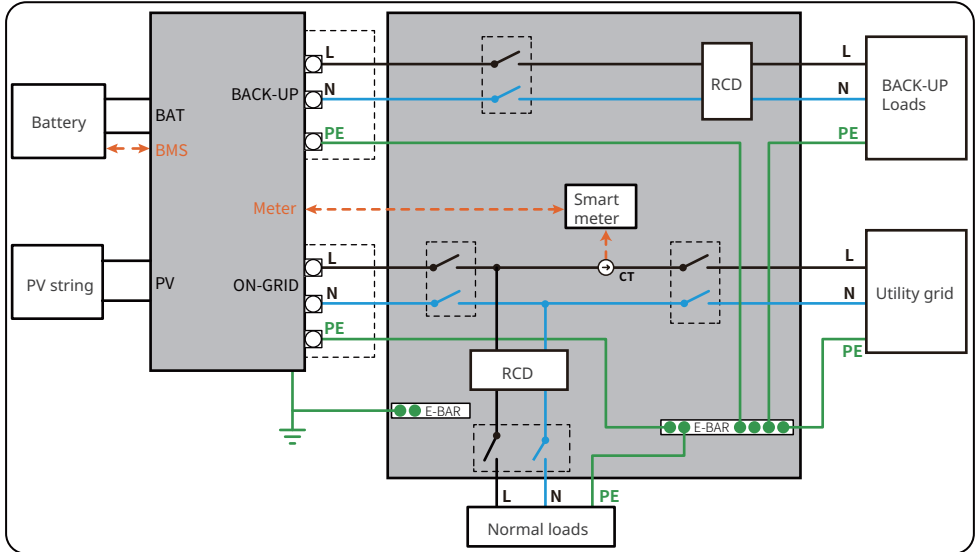 L
N
PE
BACK-UP
BAT
BMS
Battery
RCD
L
N
PE
BACK-UP
Loads
Meter
Smart
meter
CT
PV string
PV
ON-GRID
L
N
PE
L
N
PE
Utility grid
RCD
E-BAR
E-BAR
L
N
PE
Normal loads